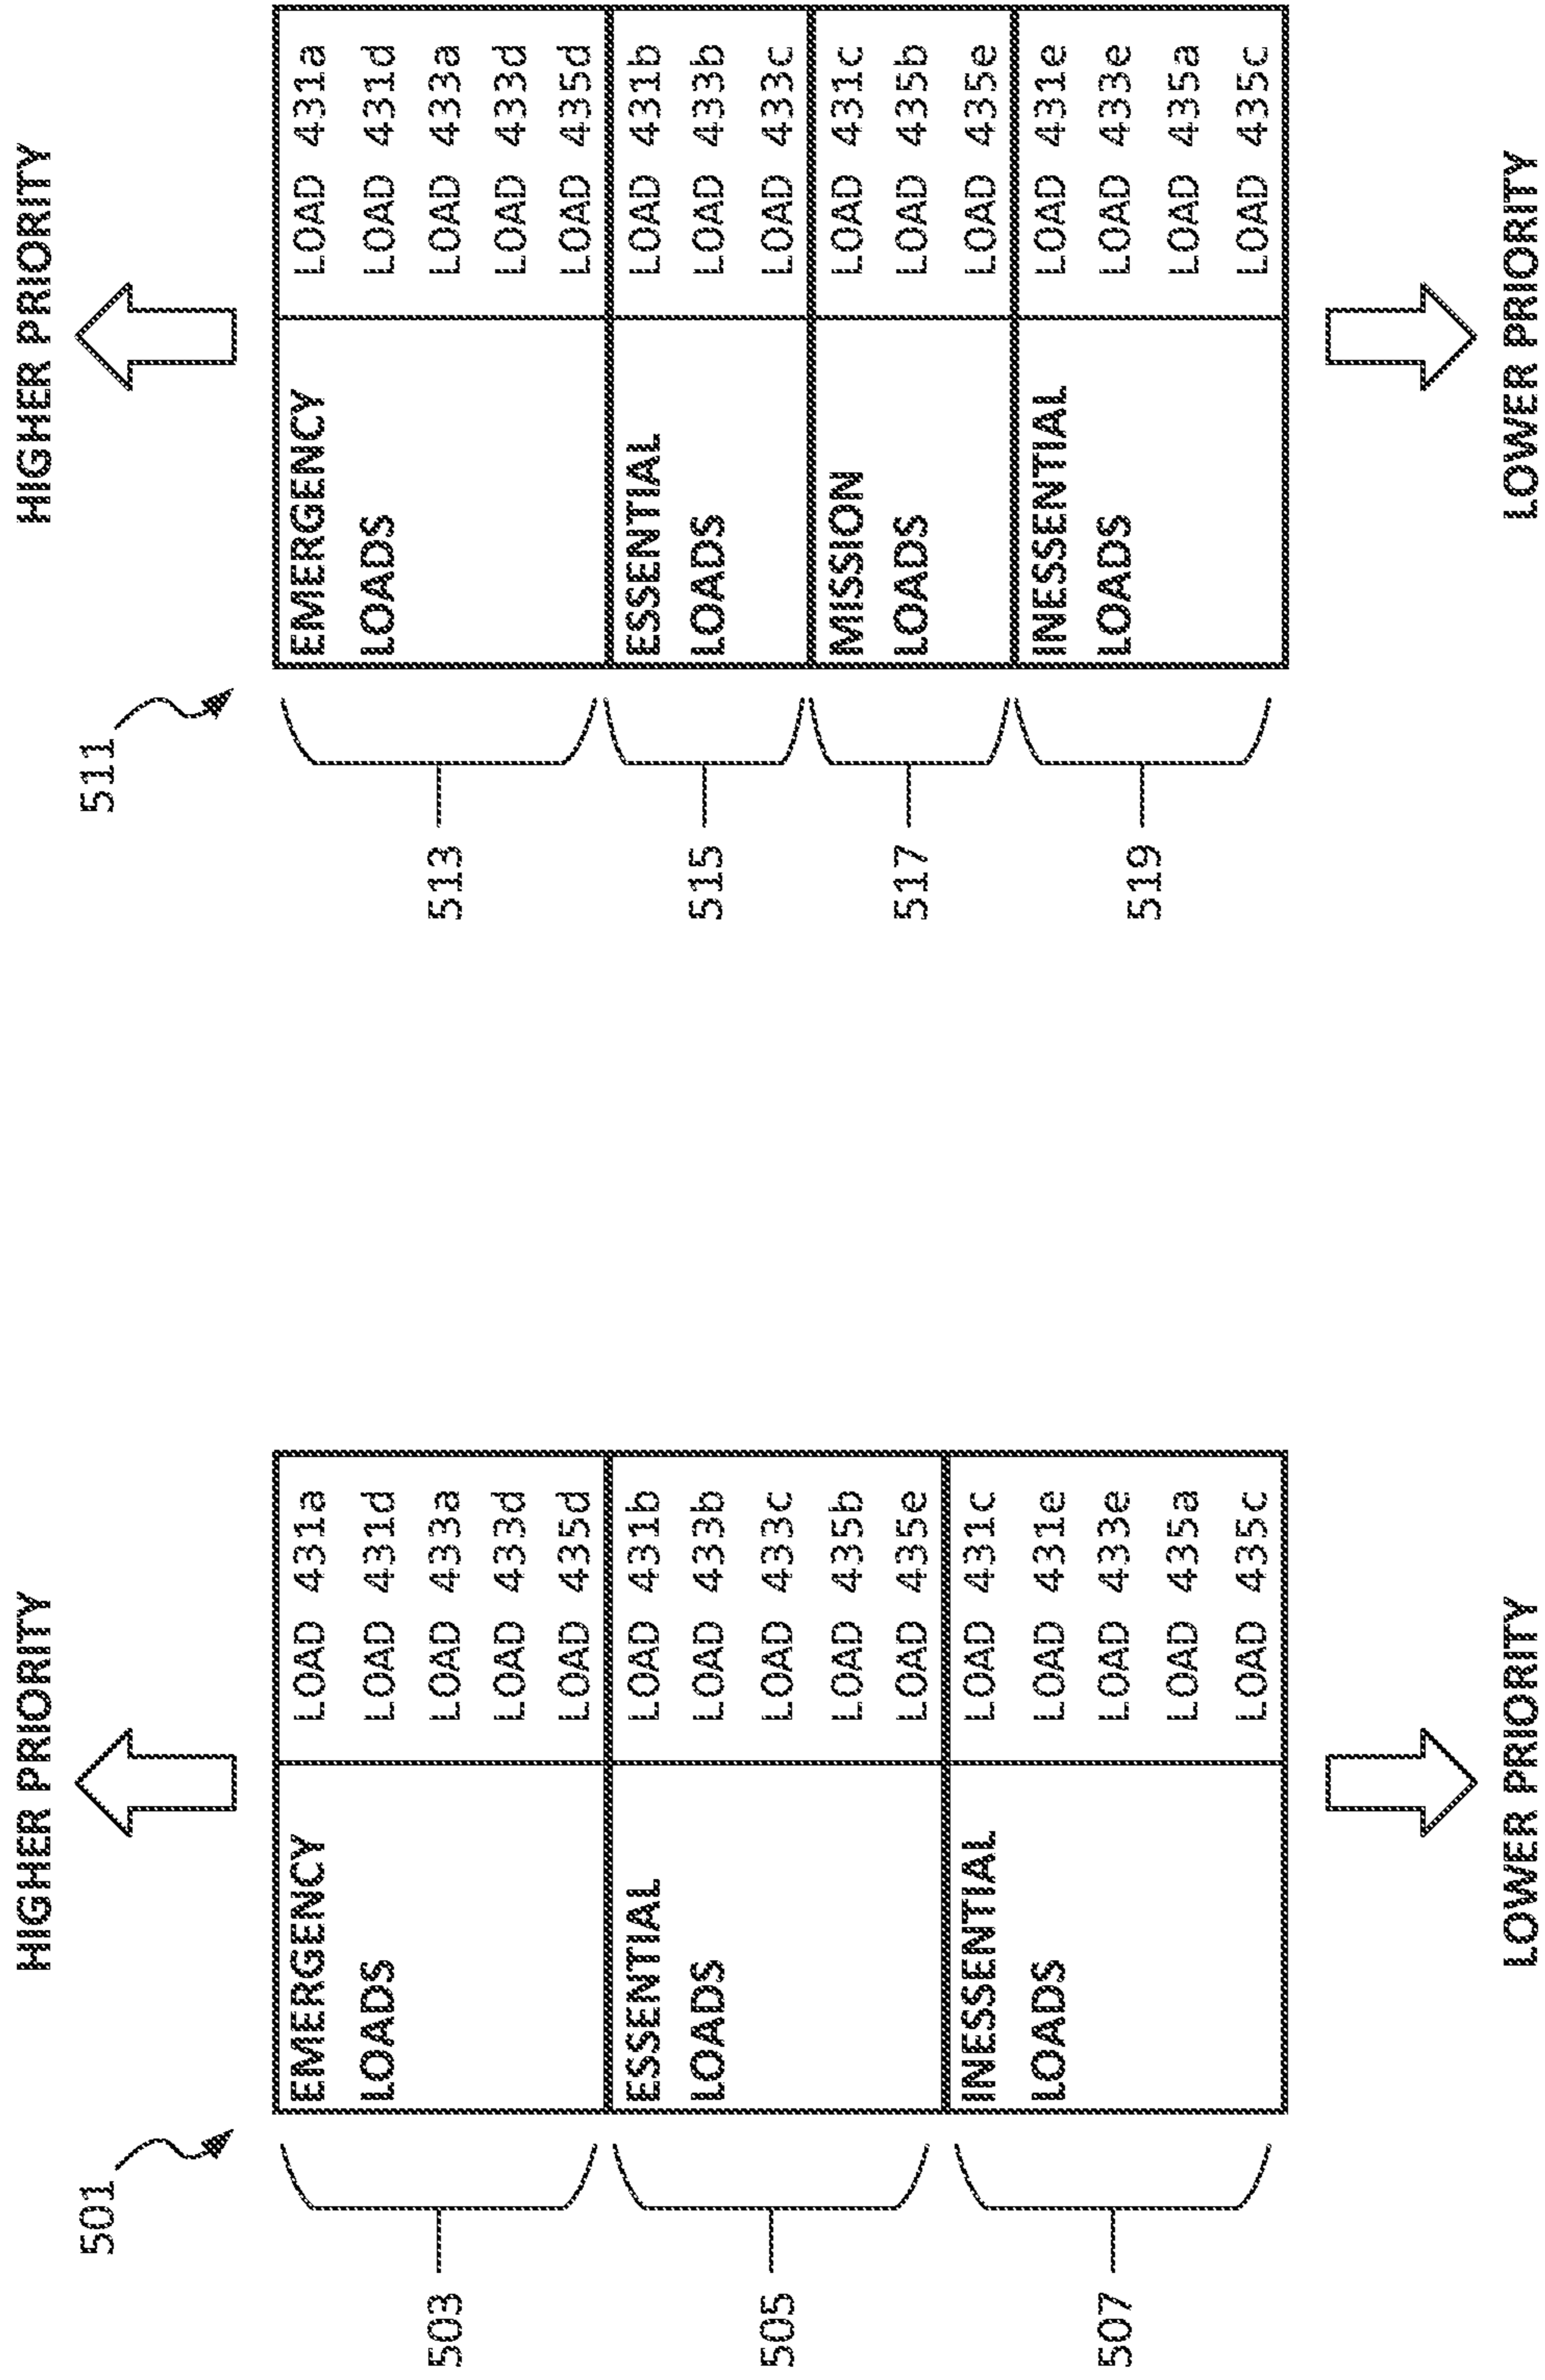 HIGHER PRIORITY
501
503
EMERGENCY
LOADS
LOAD 431a
LOAD 431d
LOAD 433a
LOAD 433d
LOAD 435d
505
ESSENTIAL
LOADS
LOAD 431b
LOAD 433b
LOAD 433c
LOAD 435b
LOAD 435e
507
INESSENTIAL
LOADS
LOAD 431c
LOAD 431e
LOAD 433e
LOAD 435a
LOAD 435c
LOWER PRIORITY
HIGHER PRIORITY
511
513
EMERGENCY
LOADS
LOAD 431a
LOAD 431d
LOAD 433a
LOAD 433d
LOAD 435d
515
ESSENTIAL
LOADS
LOAD 431b
LOAD 433b
LOAD 433c
517
MISSION
LOADS
LOAD 431c
LOAD 435b
LOAD 435e
519
INESSENTIAL
LOADS
LOAD 431e
LOAD 433e
LOAD 435a
LOAD 435c
LOWER PRIORITY